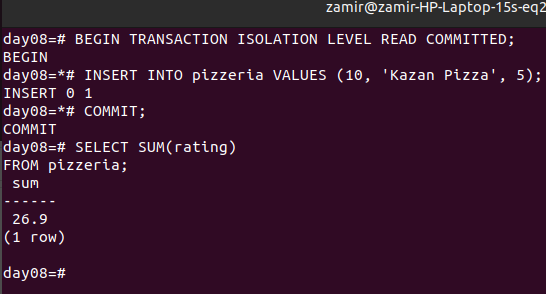 zamir@zamir-HP-Laptop-15s-eq2
day08=# BEGIN TRANSACTION ISOLATION LEVEL READ COMMITTED;
BEGIN
day08=*# INSERT INTO pizzeria VALUES (10, 'Kazan Pizza', 5);
INSERT 0 1
day08=*# COMMIT;
COMMIT
day08=# SELECT SUM(rating)
FROM pizzeria;
 sum
------
 26.9
(1 row)

day08=#